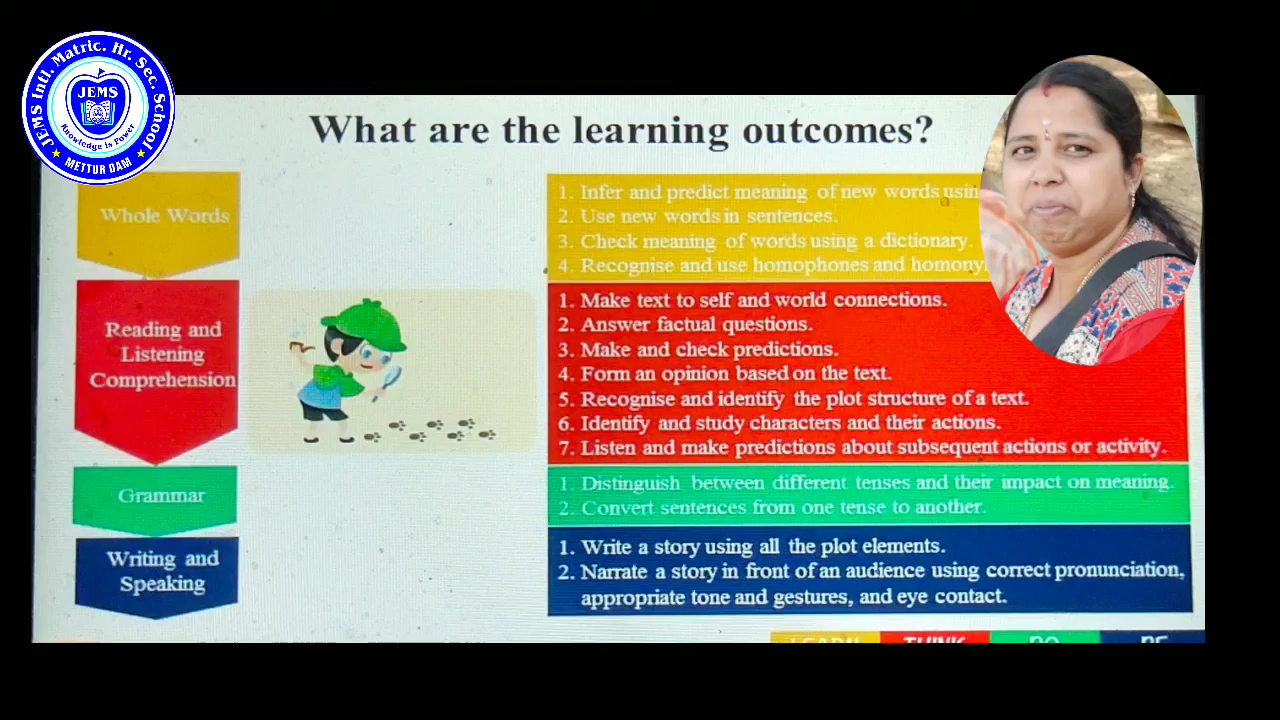 JEMS Intl. Matric. Hr. Sec. School
JEMS
Knowledge is Power
METTUR DAM
What are the learning outcomes?
Whole Words
1. Infer and predict meaning of new words usin
2. Use new words in sentences.
3. Check meaning of words using a dictionary.
4. Recognise and use homophones and homony
Reading and
Listening
Comprehension
1. Make text to self and world connections.
2. Answer factual questions.
3. Make and check predictions.
4. Form an opinion based on the text.
5. Recognise and identify the plot structure of a text.
6. Identify and study characters and their actions.
7. Listen and make predictions about subsequent actions or activity.
Grammar
1. Distinguish between different tenses and their impact on meaning.
2. Convert sentences from one tense to another.
Writing and
Speaking
1. Write a story using all the plot elements.
2. Narrate a story in front of an audience using correct pronunciation,
appropriate tone and gestures, and eye contact.
LEARN THINK DO BE